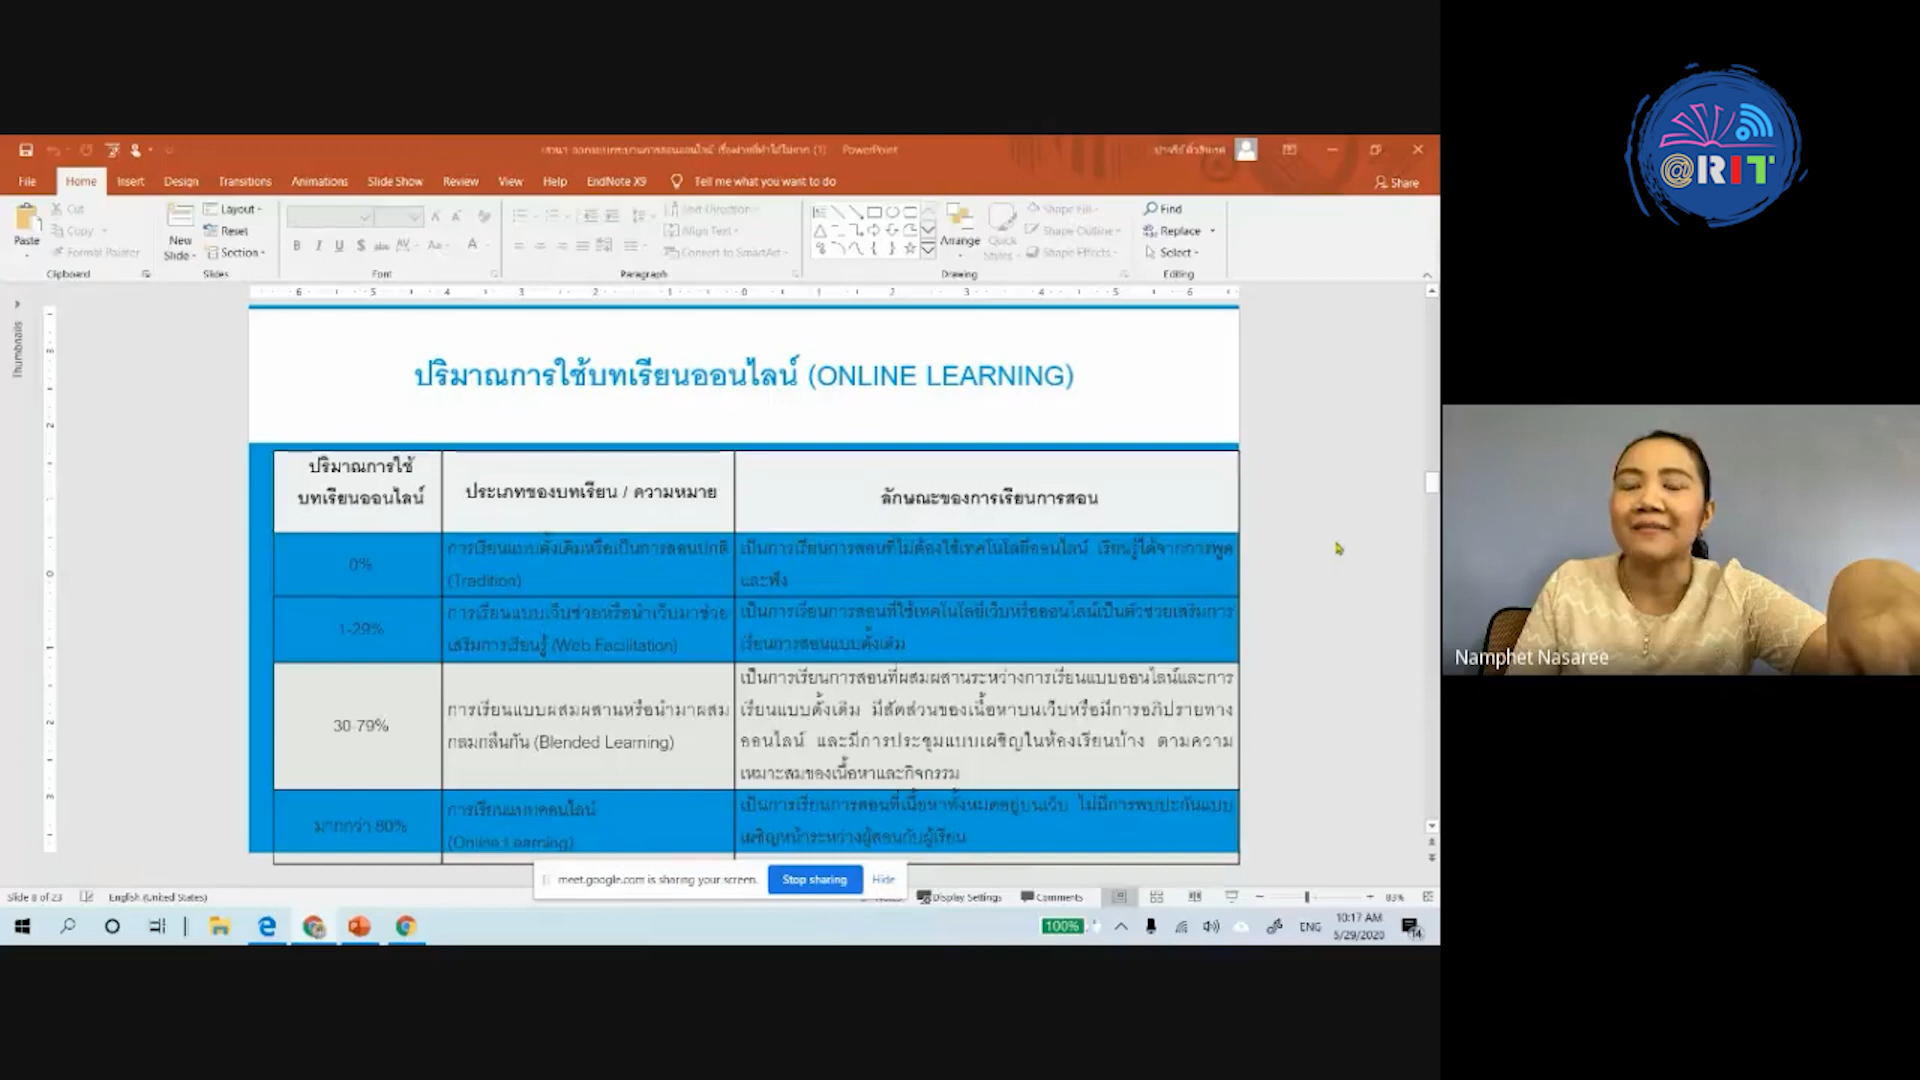 @RIT
PowerPoint
File Home Insert Design Transitions Animations Slide Show Review View Help EndNote X9 Tell me what you want to do Share
Cut
Copy
Format Painter
Paste
Clipboard
New
Slide
Layout
Reset
Section
Slides
Font
Text Direction
Align Text
Convert to SmartArt
Paragraph
Arrange
Quick
Styles
Shape Fill
Shape Outline
Shape Effects
Drawing
Find
Replace
Select
Editing
Thumbnails
ปริมาณการใช้บทเรียนออนไลน์ (ONLINE LEARNING)
ปริมาณการใช้
บทเรียนออนไลน์
ประเภทของบทเรียน / ความหมาย
ลักษณะของการเรียนการสอน
0%
การเรียนแบบดั้งเดิมหรือเป็นการสอนปกติ
(Tradition)
เป็นการเรียนการสอนที่ไม่ต้องใช้เทคโนโลยีออนไลน์ เรียนรู้ได้จากการพูด
และฟัง
1-29%
การเรียนแบบเว็บช่วยหรือนำเว็บมาช่วย
เสริมการเรียนรู้ (Web Facilitation)
เป็นการเรียนการสอนที่ใช้เทคโนโลยีเว็บหรือออนไลน์เป็นตัวช่วยเสริมการ
เรียนการสอนแบบดั้งเดิม
30-79%
การเรียนแบบผสมผสานหรือนำมาผสม
กลมกลืนกัน (Blended Learning)
เป็นการเรียนการสอนที่ผสมผสานระหว่างการเรียนแบบออนไลน์และการ
เรียนแบบดั้งเดิม มีสัดส่วนของเนื้อหาบนเว็บหรือมีการอภิปรายทาง
ออนไลน์ และมีการประชุมแบบเผชิญในห้องเรียนบ้าง ตามความ
เหมาะสมของเนื้อหาและกิจกรรม
มากกว่า 80%
การเรียนแบบออนไลน์
(Online Learning)
เป็นการเรียนการสอนที่เนื้อหาทั้งหมดอยู่บนเว็บ ไม่มีการพบปะกันแบบ
เผชิญหน้าระหว่างผู้สอนกับผู้เรียน
meet.google.com is sharing your screen. Stop sharing Hide
Slide 8 of 23 English (United States) Display Settings Comments 83%
100% ENG 10:17 AM
5/29/2020
14
Namphet Nasaree